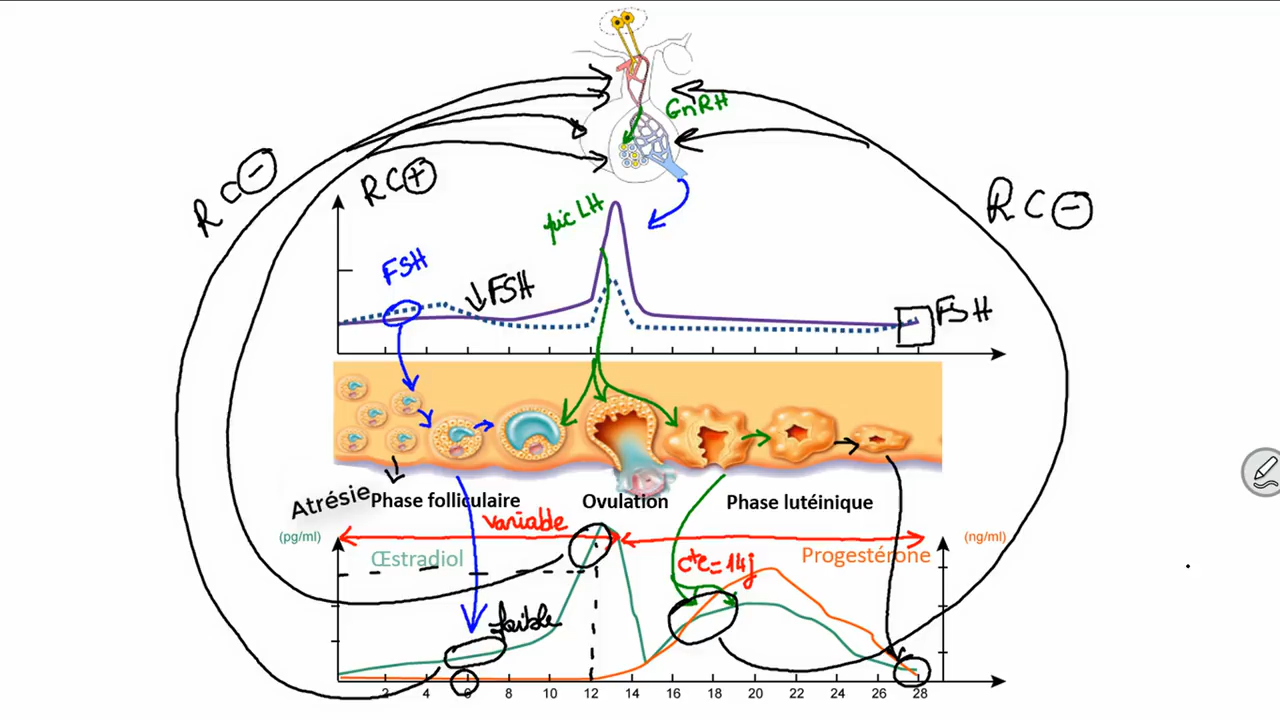 GnRH
RC⊖
RC⊕
pic LH
RC⊖
FSH
↓FSH
FSH
Atrésie
Phase folliculaire
Ovulation
Phase lutéinique
variable
(pg/ml)
(ng/ml)
Œstradiol
Progestérone
cte = 14j
faible
2 4 6 8 10 12 14 16 18 20 22 24 26 28